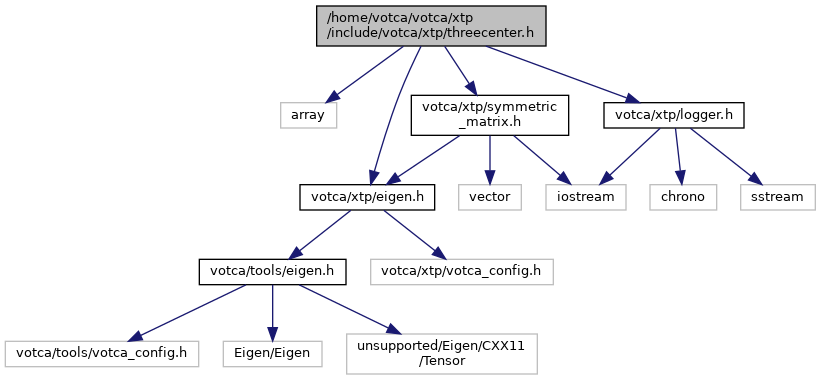 /home/votca/votca/xtp
/include/votca/xtp/threecenter.h
array
votca/xtp/symmetric
_matrix.h
votca/xtp/logger.h
votca/xtp/eigen.h
vector
iostream
chrono
sstream
votca/tools/eigen.h
votca/xtp/votca_config.h
votca/tools/votca_config.h
Eigen/Eigen
unsupported/Eigen/CXX11
/Tensor